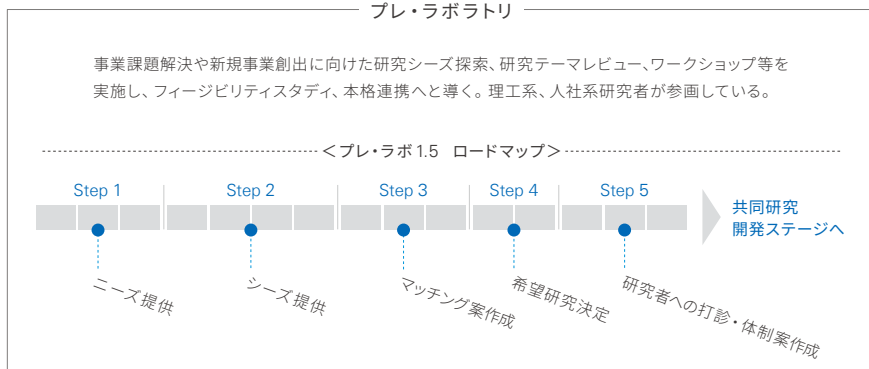 プレ・ラボラトリ
事業課題解決や新規事業創出に向けた研究シーズ探索、研究テーマレビュー、ワークショップ等を
実施し、フィージビリティスタディ、本格連携へと導く。理工系、人社系研究者が参画している。
＜プレ・ラボ1.5　ロードマップ＞
Step 1
Step 2
Step 3
Step 4
Step 5
共同研究
開発ステージへ
ニーズ提供
シーズ提供
マッチング案作成
希望研究決定
研究者への打診・体制案作成